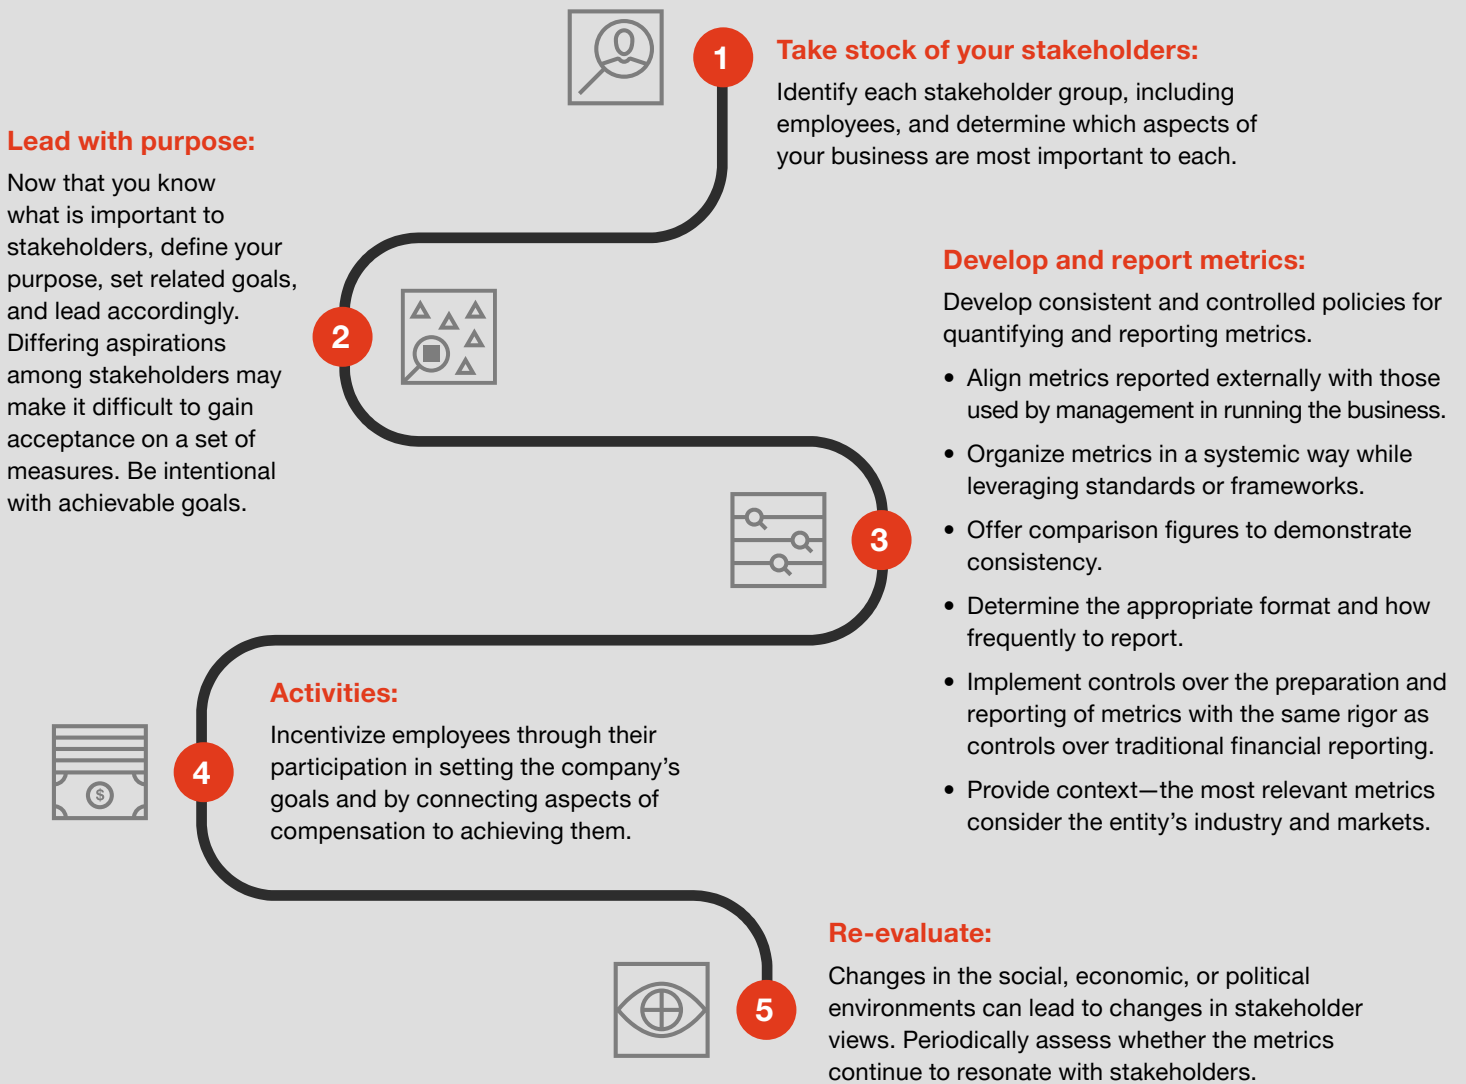 1
Take stock of your stakeholders:
Identify each stakeholder group, including
employees, and determine which aspects of
your business are most important to each.
Lead with purpose:
Now that you know
what is important to
stakeholders, define your
purpose, set related goals,
and lead accordingly.
Differing aspirations
among stakeholders may
make it difficult to gain
acceptance on a set of
measures. Be intentional
with achievable goals.
2
Develop and report metrics:
Develop consistent and controlled policies for
quantifying and reporting metrics.
• Align metrics reported externally with those
used by management in running the business.
• Organize metrics in a systemic way while
leveraging standards or frameworks.
• Offer comparison figures to demonstrate
consistency.
• Determine the appropriate format and how
frequently to report.
• Implement controls over the preparation and
reporting of metrics with the same rigor as
controls over traditional financial reporting.
• Provide context—the most relevant metrics
consider the entity's industry and markets.
3
Activities:
Incentivize employees through their
participation in setting the company's
goals and by connecting aspects of
compensation to achieving them.
$
4
Re-evaluate:
Changes in the social, economic, or political
environments can lead to changes in stakeholder
views. Periodically assess whether the metrics
continue to resonate with stakeholders.
5